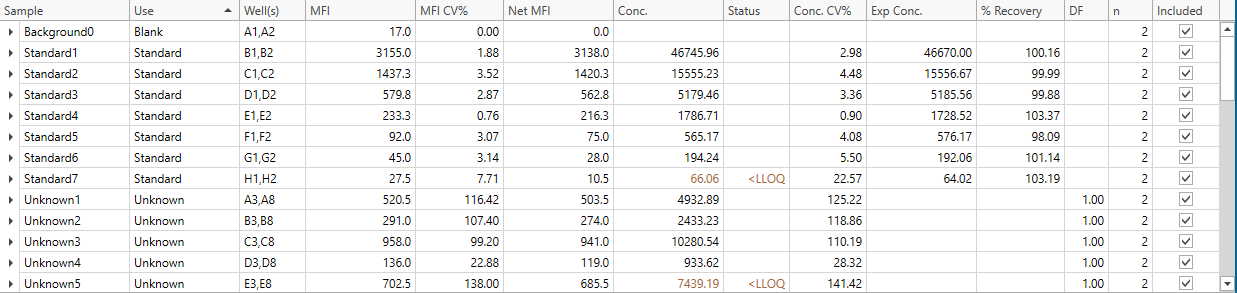 Sample Use Well(s) MFI MFI CV% Net MFI Conc. Status Conc. CV% Exp Conc. % Recovery DF n Included
Background0 Blank A1,A2 17.0 0.00 0.0 2
Standard1 Standard B1,B2 3155.0 1.88 3138.0 46745.96 2.98 46670.00 100.16 2
Standard2 Standard C1,C2 1437.3 3.52 1420.3 15555.23 4.48 15556.67 99.99 2
Standard3 Standard D1,D2 579.8 2.87 562.8 5179.46 3.36 5185.56 99.88 2
Standard4 Standard E1,E2 233.3 0.76 216.3 1786.71 0.90 1728.52 103.37 2
Standard5 Standard F1,F2 92.0 3.07 75.0 565.17 4.08 576.17 98.09 2
Standard6 Standard G1,G2 45.0 3.14 28.0 194.24 5.50 192.06 101.14 2
Standard7 Standard H1,H2 27.5 7.71 10.5 66.06 <LLOQ 22.57 64.02 103.19 2
Unknown1 Unknown A3,A8 520.5 116.42 503.5 4932.89 125.22 1.00 2
Unknown2 Unknown B3,B8 291.0 107.40 274.0 2433.23 118.86 1.00 2
Unknown3 Unknown C3,C8 958.0 99.20 941.0 10280.54 110.19 1.00 2
Unknown4 Unknown D3,D8 136.0 22.88 119.0 933.62 28.32 1.00 2
Unknown5 Unknown E3,E8 702.5 138.00 685.5 7439.19 <LLOQ 141.42 1.00 2